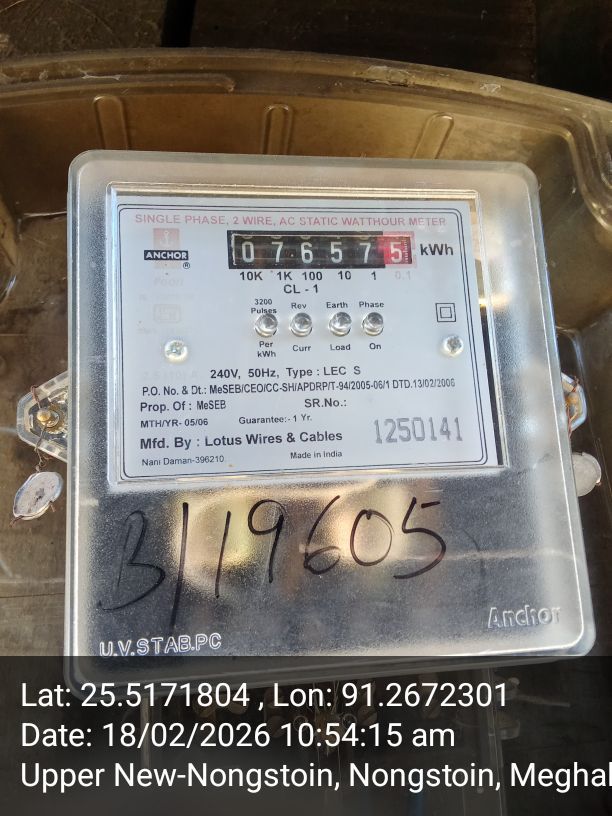 SINGLE PHASE, 2 WIRE, AC STATIC WATTHOUR METER
ANCHOR ®
0 7 6 5 7 5 kWh
10K 1K 100 10 1 0.1
CL - 1
3200 Pulses Per kWh
Rev Curr
Earth Load
Phase On
240V, 50Hz, Type : LEC S
P.O. No. & Dt.: MeSEB/CEO/CC-SH/APDRP/T-94/2005-06/1 DTD.13/02/2006
Prop. Of : MeSEB SR.No.:
MTH/YR- 05/06 Guarantee:- 1 Yr.
1250141
Mfd. By : Lotus Wires & Cables
Nani Daman-396210. Made in India
B/119605
Anchor
U.V.STAB.PC
Lat: 25.5171804 , Lon: 91.2672301
Date: 18/02/2026 10:54:15 am
Upper New-Nongstoin, Nongstoin, Meghal